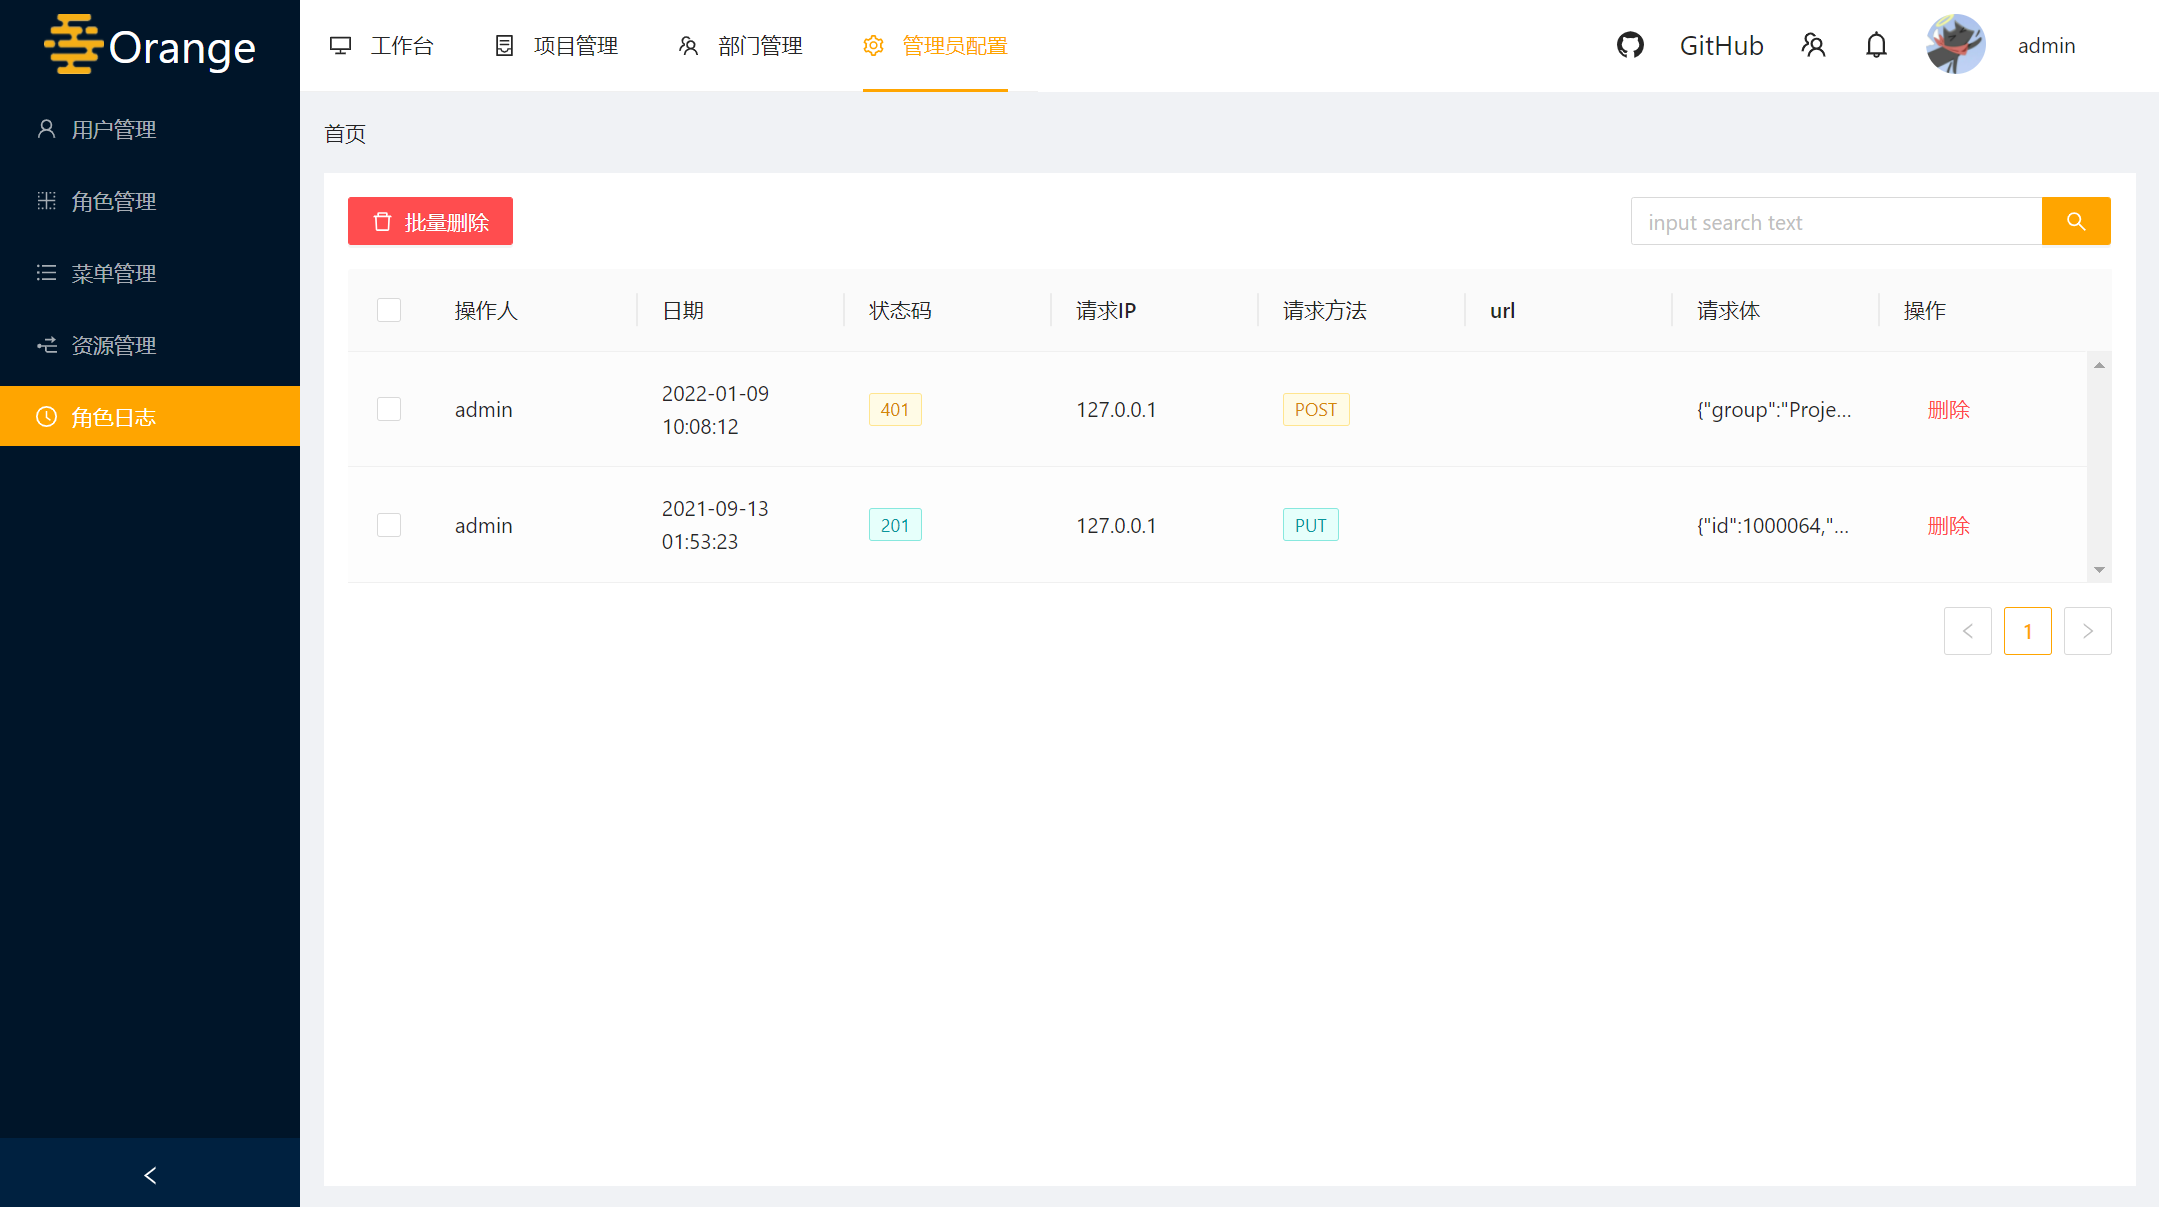 Orange
工作台
项目管理
部门管理
管理员配置
GitHub
admin
用户管理
角色管理
菜单管理
资源管理
角色日志
首页
批量删除
input search text
操作人 日期 状态码 请求IP 请求方法 url 请求体 操作
admin 2022-01-09 10:08:12 401 127.0.0.1 POST {"group":"Proje... 删除
admin 2021-09-13 01:53:23 201 127.0.0.1 PUT {"id":1000064,"... 删除
1